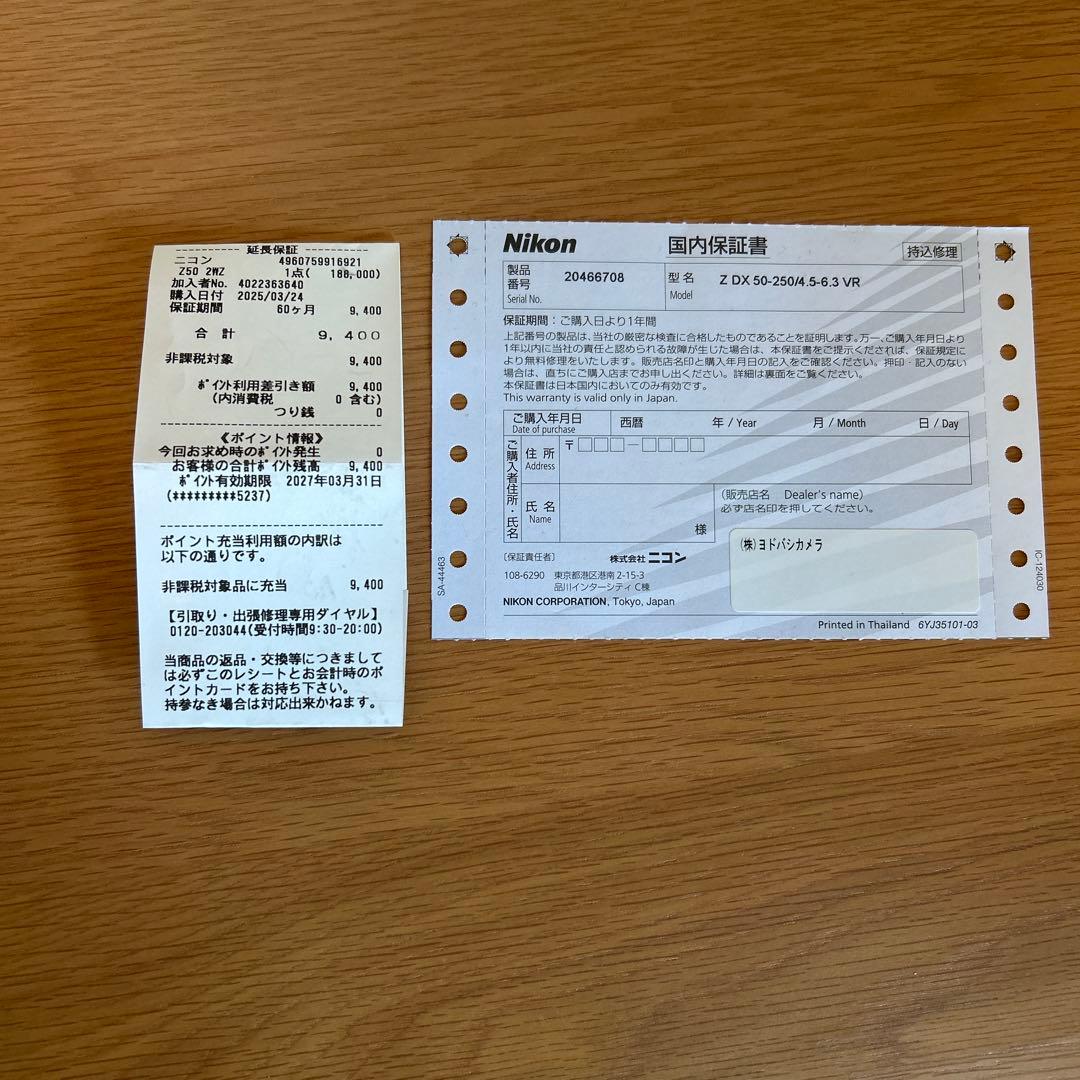 延長保証
ニコン 4960759916921
Z50 2WZ 1点( 188,000)
加入者No. 4022363640
購入日付 2025/03/24
保証期間 60ヶ月 9,400
合 計 9,400
非課税対象 9,400
ﾎﾟｲﾝﾄ利用差引き額 9,400
(内消費税 0 含む)
つり銭 0
《ポイント情報》
今回お求め時のﾎﾟｲﾝﾄ発生 0
お客様の合計ﾎﾟｲﾝﾄ残高 9,400
ﾎﾟｲﾝﾄ有効期限 2027年03月31日
(*********5237)
ポイント充当利用額の内訳は
以下の通りです。
非課税対象品に充当 9,400
【引取り・出張修理専用ダイヤル】
0120-203044(受付時間9:30-20:00)
当商品の返品・交換等につきまして
は必ずこのレシートとお会計時のポ
イントカードをお持ち下さい。
持参なき場合は対応出来かねます。
Nikon 国内保証書 持込修理
製品番号 Serial No. 20466708 型名 Model Z DX 50-250/4.5-6.3 VR
保証期間：ご購入日より1年間
上記番号の製品は、当社の厳密な検査に合格したものであることを証明します。万一、ご購入年月日より
1年以内に当社の責任と認められる故障が生じた場合は、本保証書をご提示くだされば、保証規定に
より無料修理をいたします。販売店名印と購入年月日の記入をご確認ください。押印・記入のない
場合は、直ちにご購入店までお申し出ください。詳細は裏面をご覧ください。
本保証書は日本国内においてのみ有効です。
This warranty is valid only in Japan.
ご購入年月日 Date of purchase 西暦 年 / Year 月 / Month 日 / Day
ご購入者住所・氏名
住所 Address 〒
氏名 Name 様
(販売店名 Dealer's name)
必ず店名印を押してください。
(株)ヨドバシカメラ
〔保証責任者〕 株式会社ニコン
108-6290 東京都港区港南 2-15-3
品川インターシティ C棟
NIKON CORPORATION, Tokyo, Japan
Printed in Thailand 6YJ35101-03
SA-44463
IC-124030